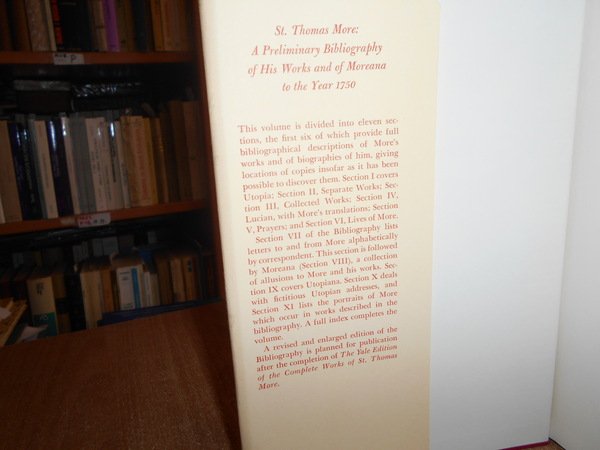 St. Thomas More:
A Preliminary Bibliography
of His Works and of Moreana
to the Year 1750
This volume is divided into eleven sec-
tions, the first six of which provide full
bibliographical descriptions of More's
works and of biographies of him, giving
locations of copies insofar as it has been
possible to discover them. Section I covers
Utopia; Section II, Separate Works; Sec-
tion III, Collected Works; Section IV,
Lucian, with More's translations; Section
V, Prayers; and Section VI, Lives of More.
Section VII of the Bibliography lists
letters to and from More alphabetically
by correspondent. This section is followed
by Moreana (Section VIII), a collection
of allusions to More and his works. Sec-
tion IX covers Utopiana. Section X deals
with fictitious Utopian addresses, and
Section XI lists the portraits of More
which occur in works described in the
bibliography. A full index completes the
volume.
A revised and enlarged edition of the
Bibliography is planned for publication
after the completion of The Yale Edition
of the Complete Works of St. Thomas
More.